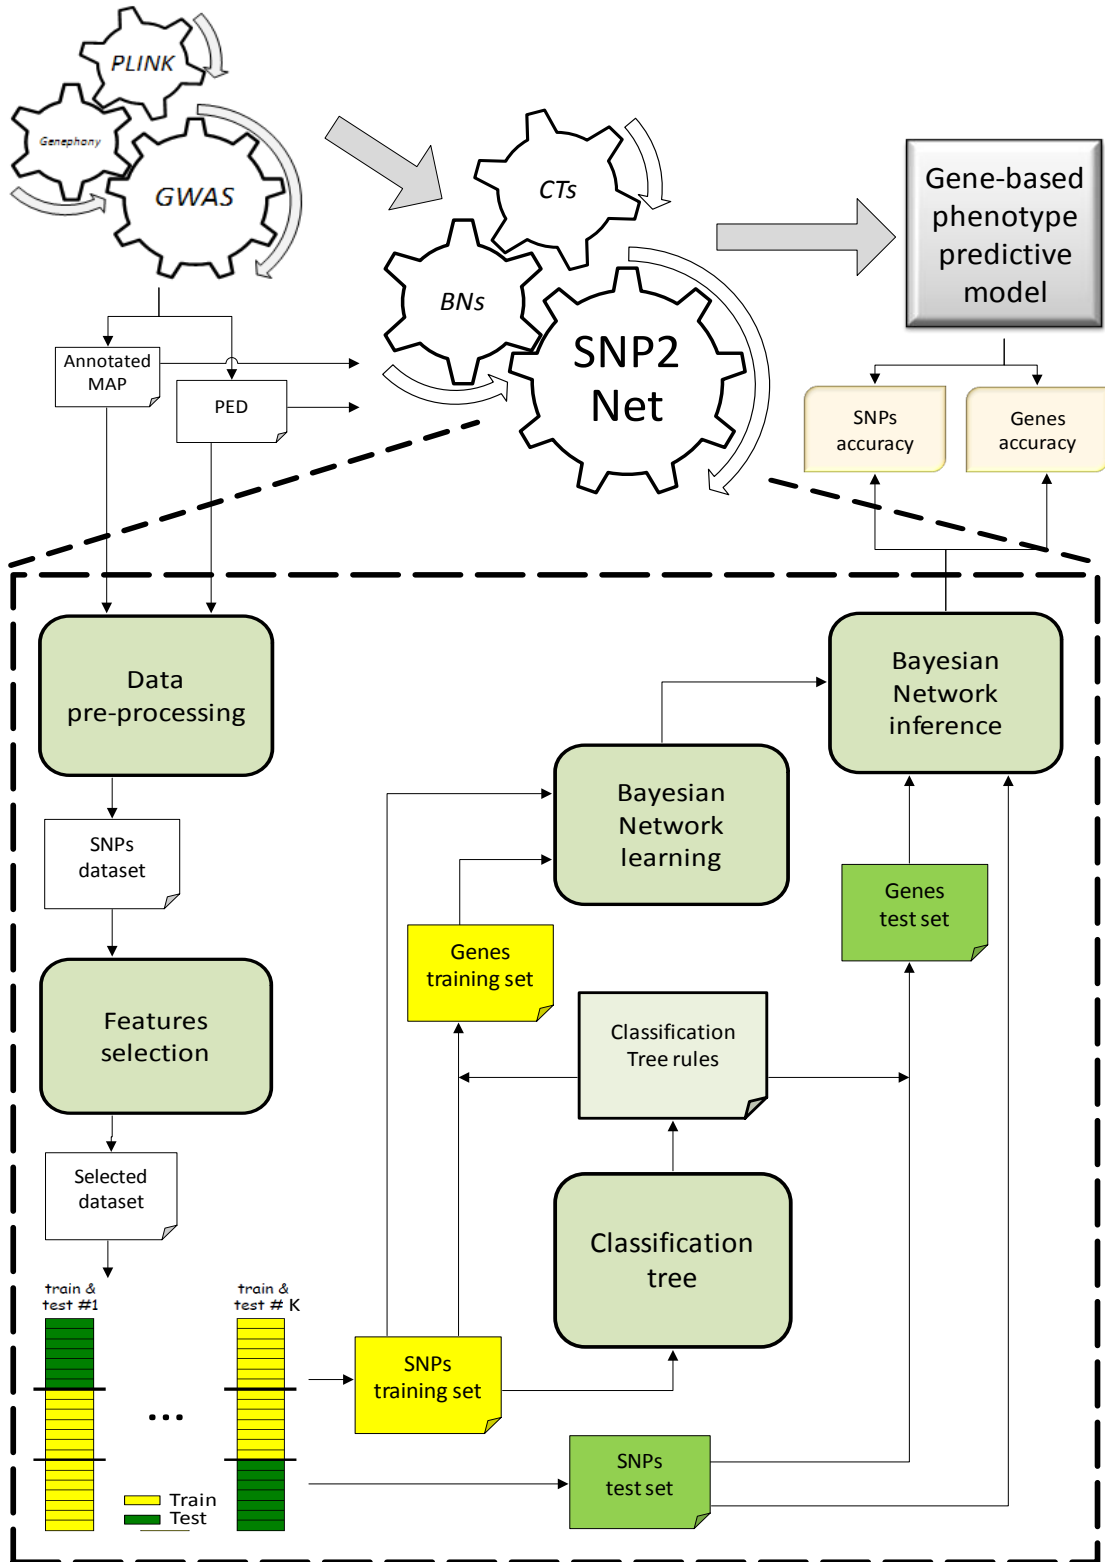 PLINK
Genephony
GWAS
CTs
BNs
SNP2
Net
Gene-based
phenotype
predictive
model
Annotated
MAP
PED
SNPs
accuracy
Genes
accuracy
Data
pre-processing
Bayesian
Network
inference
Bayesian
Network
learning
SNPs
dataset
Genes
test set
Genes
training set
Features
selection
Classification
Tree rules
Selected
dataset
Classification
tree
train &
test #1
train &
test # K
...
SNPs
training set
SNPs
test set
Train
Test